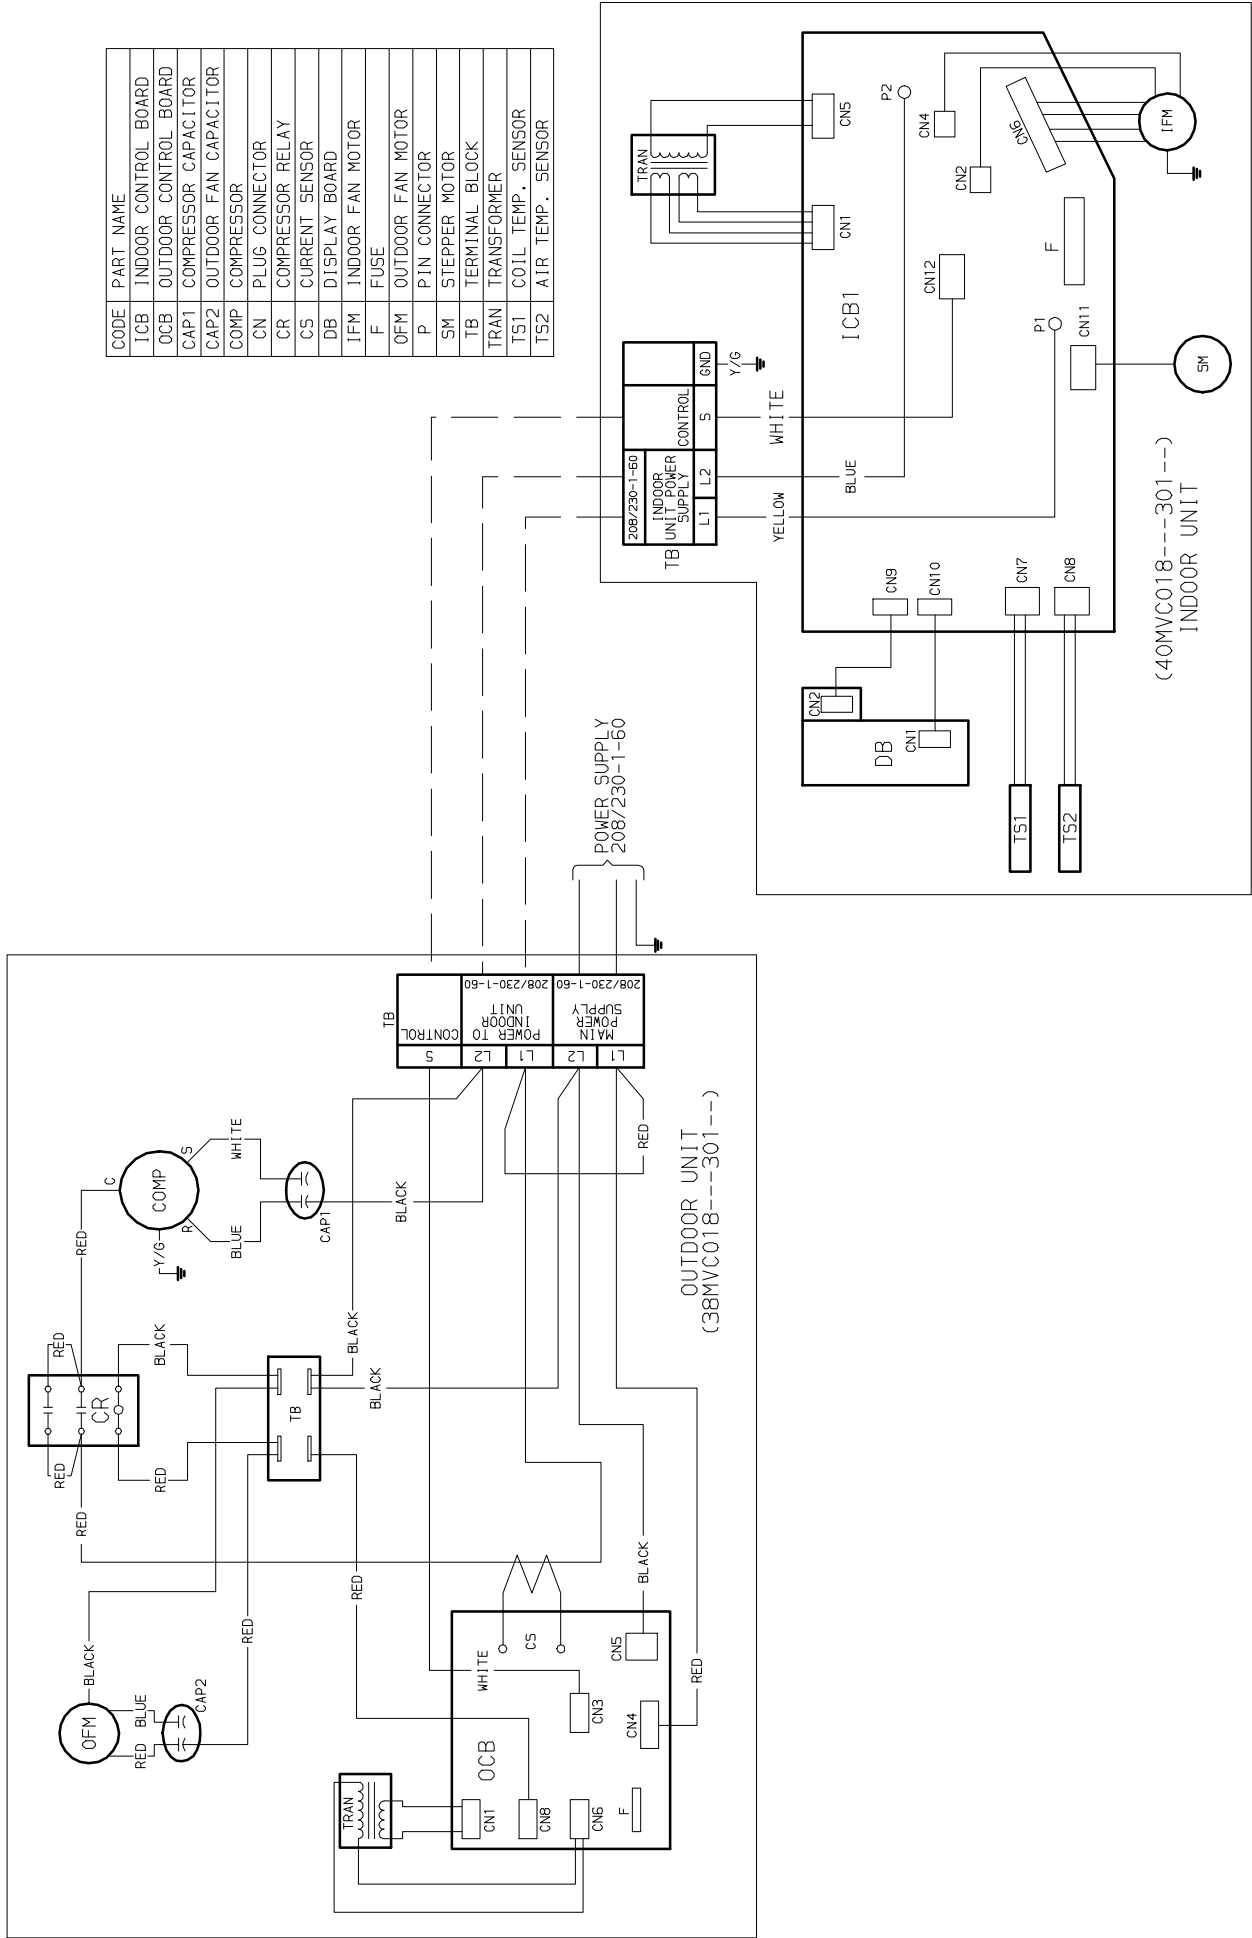 CODE PART NAME
ICB INDOOR CONTROL BOARD
OCB OUTDOOR CONTROL BOARD
CAP1 COMPRESSOR CAPACITOR
CAP2 OUTDOOR FAN CAPACITOR
COMP COMPRESSOR
CN PLUG CONNECTOR
CR COMPRESSOR RELAY
CS CURRENT SENSOR
DB DISPLAY BOARD
IFM INDOOR FAN MOTOR
F FUSE
OFM OUTDOOR FAN MOTOR
P PIN CONNECTOR
SM STEPPER MOTOR
TB TERMINAL BLOCK
TRAN TRANSFORMER
TS1 COIL TEMP. SENSOR
TS2 AIR TEMP. SENSOR
OFM
BLACK
RED
BLUE
CAP2
RED
RED
RED
RED
RED
RED
CR
BLACK
TB
COMP
C
S
R
Y/G
WHITE
BLUE
CAP1
BLACK
BLACK
BLACK
RED
TRAN
OCB
CN1
CN8
CN6
F
CN3
CN4
CN5
CS
WHITE
BLACK
RED
RED
TB
CONTROL
S
POWER TO
INDOOR
UNIT
208/230-1-60
L2
L1
MAIN
POWER
SUPPLY
208/230-1-60
L2
L1
OUTDOOR UNIT
(38MVC018---301--)
POWER SUPPLY
208/230-1-60
TB
208/230-1-60
INDOOR
UNIT POWER
SUPPLY
CONTROL
L1
L2
S
GND
Y/G
YELLOW
BLUE
WHITE
TRAN
ICB1
CN1
CN5
CN9
CN10
CN7
CN8
CN12
CN11
P1
P2
CN4
CN2
CN6
F
IFM
SM
DB
CN2
CN1
TS1
TS2
(40MVC018---301--)
INDOOR UNIT